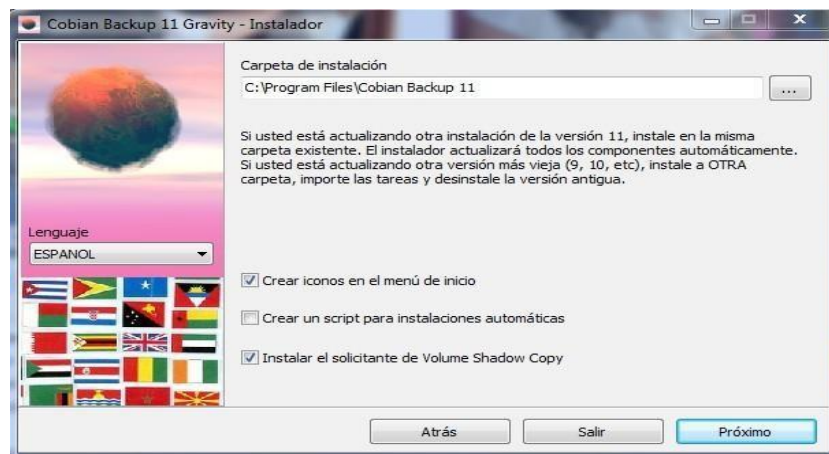 Cobian Backup 11 Gravity - Instalador
Carpeta de instalación
C:\Program Files\Cobian Backup 11
...
Si usted está actualizando otra instalación de la versión 11, instale en la misma
carpeta existente. El instalador actualizará todos los componentes automáticamente.
Si usted está actualizando otra versión más vieja (9, 10, etc), instale a OTRA
carpeta, importe las tareas y desinstale la versión antigua.
Lenguaje
ESPANOL
Crear iconos en el menú de inicio
Crear un script para instalaciones automáticas
Instalar el solicitante de Volume Shadow Copy
Atrás
Salir
Próximo